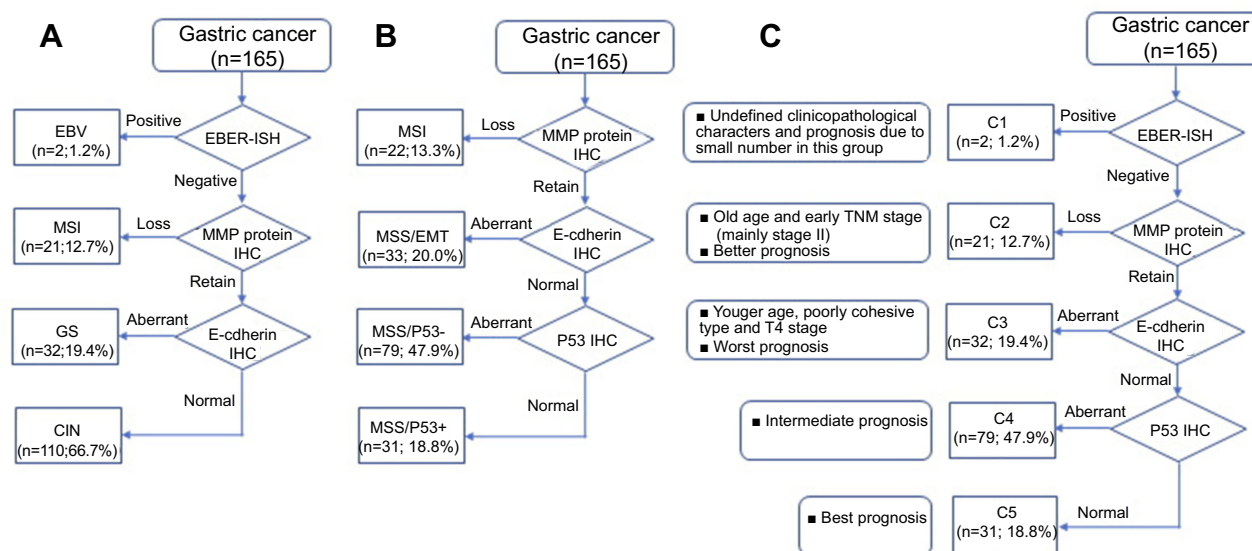 A
Gastric cancer
(n=165)
EBV
(n=2;1.2%)
Positive
EBER-ISH
Negative
MSI
(n=21;12.7%)
Loss
MMP protein
IHC
Retain
GS
(n=32;19.4%)
Aberrant
E-cdherin
IHC
Normal
CIN
(n=110;66.7%)
B
Gastric cancer
(n=165)
MSI
(n=22;13.3%)
Loss
MMP protein
IHC
Retain
MSS/EMT
(n=33; 20.0%)
Aberrant
E-cdherin
IHC
Normal
MSS/P53-
(n=79; 47.9%)
Aberrant
P53 IHC
Normal
MSS/P53+
(n=31; 18.8%)
C
Gastric cancer
(n=165)
■ Undefined clinicopathological
characters and prognosis due to
small number in this group
C1
(n=2; 1.2%)
Positive
EBER-ISH
Negative
■ Old age and early TNM stage
(mainly stage II)
■ Better prognosis
C2
(n=21; 12.7%)
Loss
MMP protein
IHC
Retain
■ Youger age, poorly cohesive
type and T4 stage
■ Worst prognosis
C3
(n=32; 19.4%)
Aberrant
E-cdherin
IHC
Normal
■ Intermediate prognosis
C4
(n=79; 47.9%)
Aberrant
P53 IHC
■ Best prognosis
C5
(n=31; 18.8%)
Normal